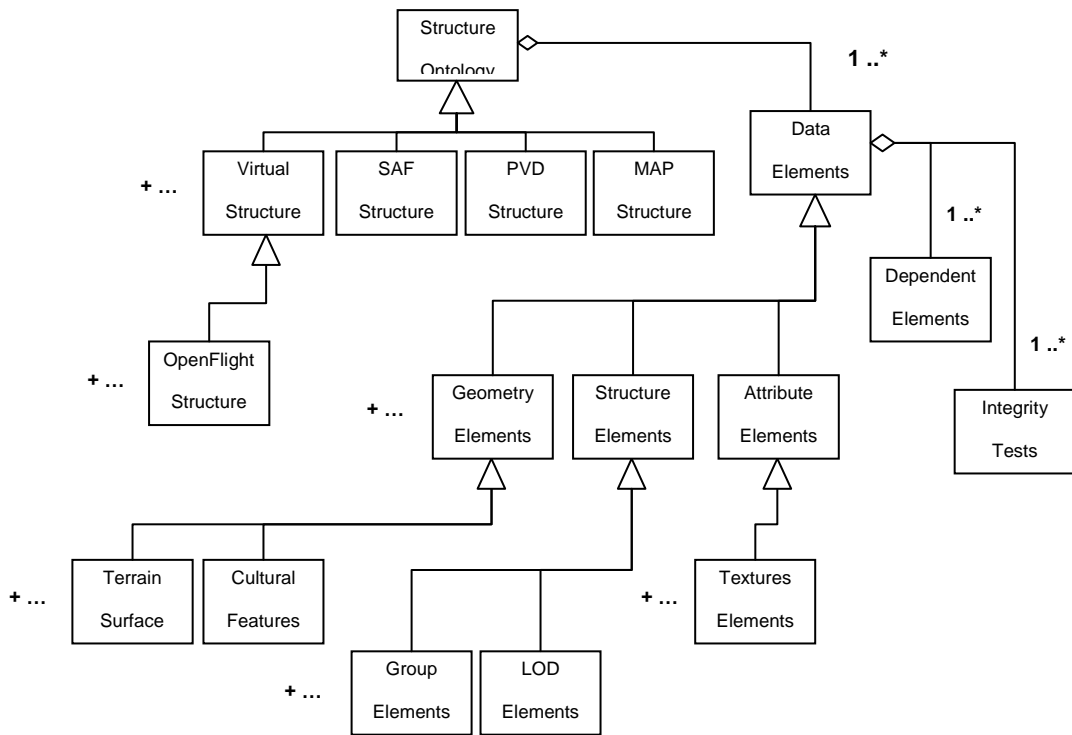 Structure
Ontology
1 ..*
Data
Elements
+ ...
Virtual
Structure
SAF
Structure
PVD
Structure
MAP
Structure
1 ..*
Dependent
Elements
+ ...
OpenFlight
Structure
1 ..*
Integrity
Tests
+ ...
Geometry
Elements
Structure
Elements
Attribute
Elements
+ ...
Terrain
Surface
Cultural
Features
+ ...
Textures
Elements
+ ...
Group
Elements
LOD
Elements